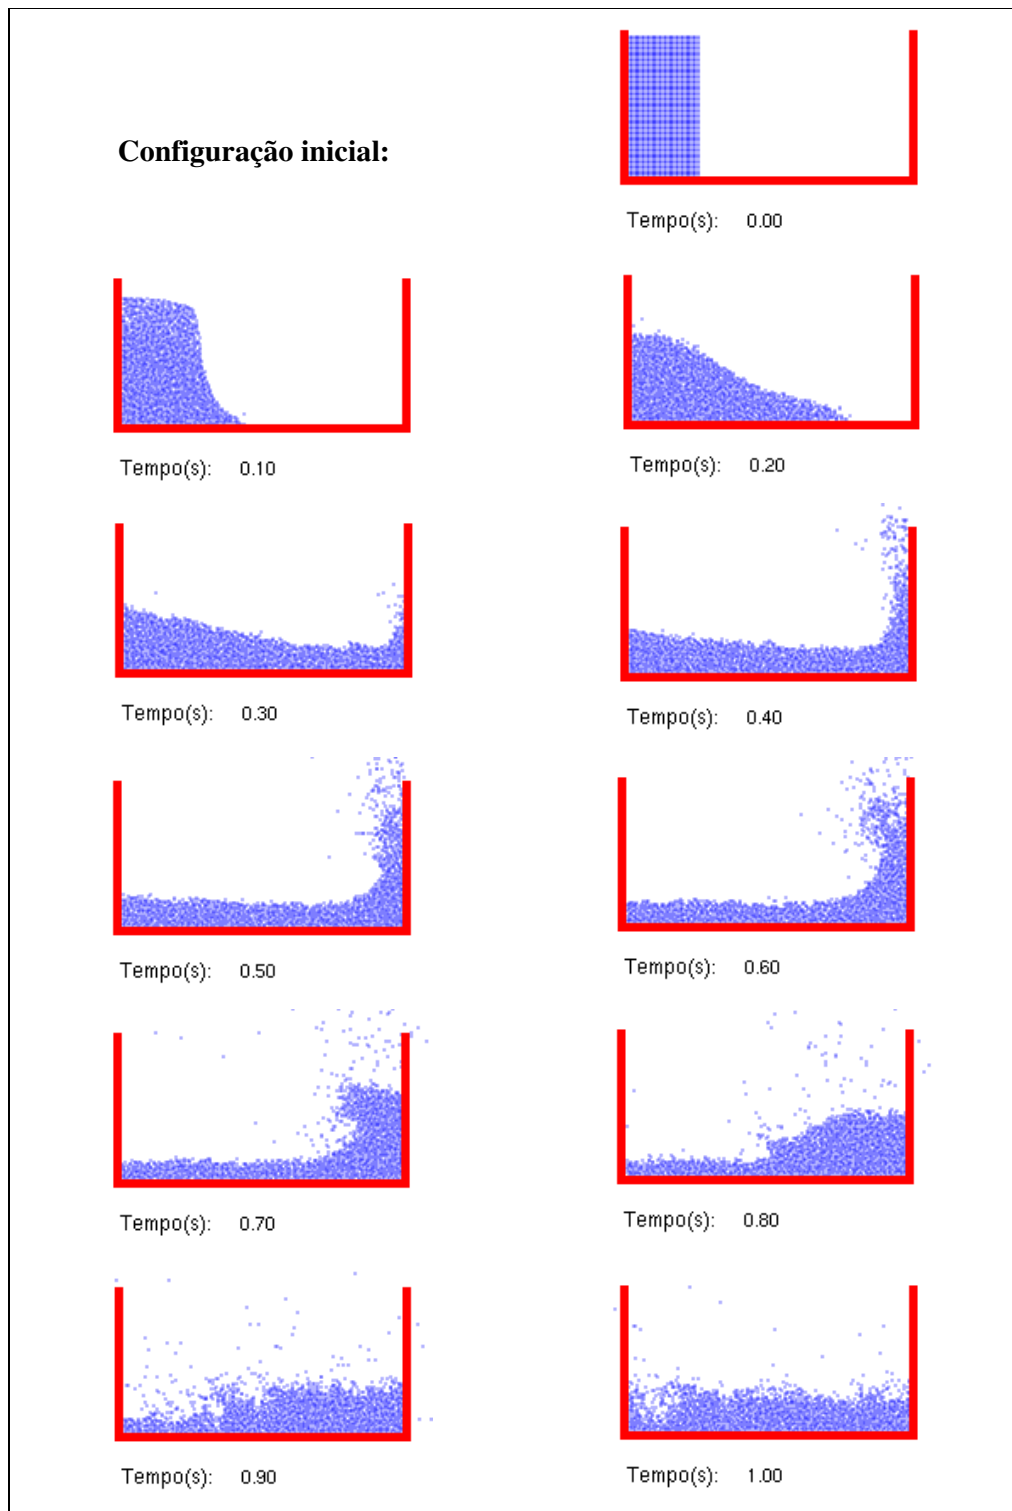 Configuração inicial:
Tempo(s): 0.00
Tempo(s): 0.10
Tempo(s): 0.20
Tempo(s): 0.30
Tempo(s): 0.40
Tempo(s): 0.50
Tempo(s): 0.60
Tempo(s): 0.70
Tempo(s): 0.80
Tempo(s): 0.90
Tempo(s): 1.00